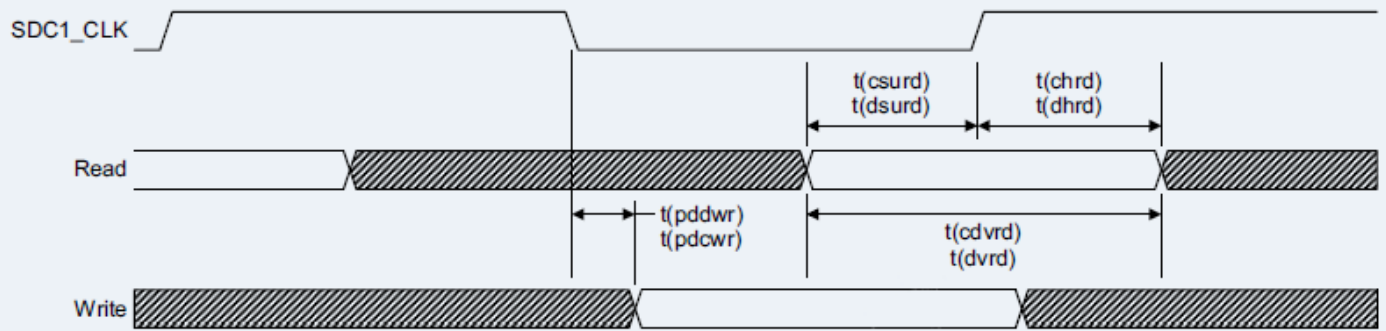 SDC1_CLK
t(csurd)
t(dsurd)
t(chrd)
t(dhrd)
Read
t(pddwr)
t(pdcwr)
t(cdvrd)
t(dvrd)
Write